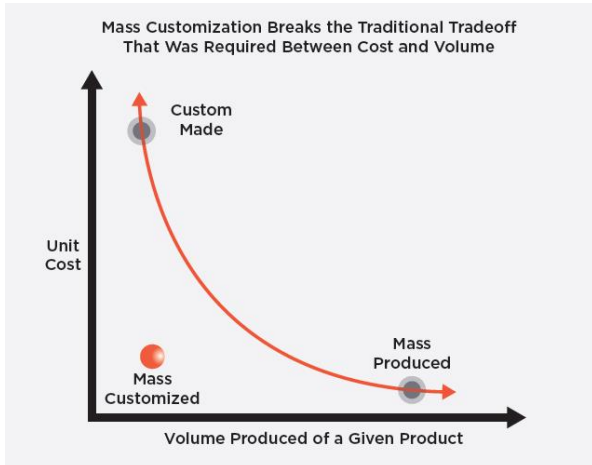 Mass Customization Breaks the Traditional Tradeoff
That Was Required Between Cost and Volume
Custom
Made
Unit
Cost
Mass
Produced
Mass
Customized
Volume Produced of a Given Product